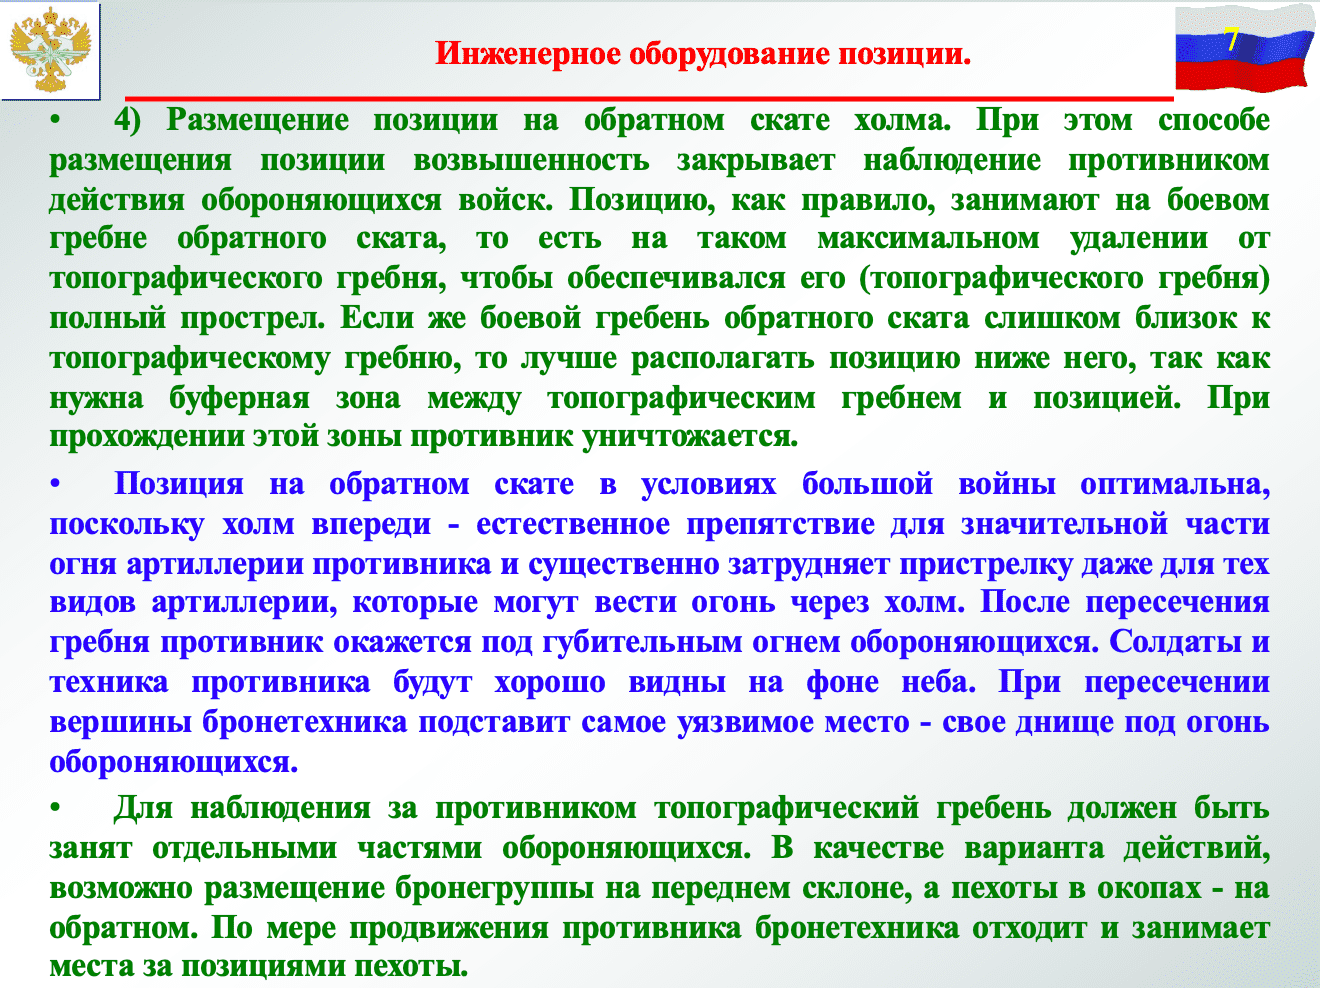 Инженерное оборудование позиции.
7
• 4) Размещение позиции на обратном скате холма. При этом способе
размещения позиции возвышенность закрывает наблюдение противником
действия обороняющихся войск. Позицию, как правило, занимают на боевом
гребне обратного ската, то есть на таком максимальном удалении от
топографического гребня, чтобы обеспечивался его (топографического гребня)
полный прострел. Если же боевой гребень обратного ската слишком близок к
топографическому гребню, то лучше располагать позицию ниже него, так как
нужна буферная зона между топографическим гребнем и позицией. При
прохождении этой зоны противник уничтожается.
• Позиция на обратном скате в условиях большой войны оптимальна,
поскольку холм впереди - естественное препятствие для значительной части
огня артиллерии противника и существенно затрудняет пристрелку даже для тех
видов артиллерии, которые могут вести огонь через холм. После пересечения
гребня противник окажется под губительным огнем обороняющихся. Солдаты и
техника противника будут хорошо видны на фоне неба. При пересечении
вершины бронетехника подставит самое уязвимое место - свое днище под огонь
обороняющихся.
• Для наблюдения за противником топографический гребень должен быть
занят отдельными частями обороняющихся. В качестве варианта действий,
возможно размещение бронегруппы на переднем склоне, а пехоты в окопах - на
обратном. По мере продвижения противника бронетехника отходит и занимает
места за позициями пехоты.